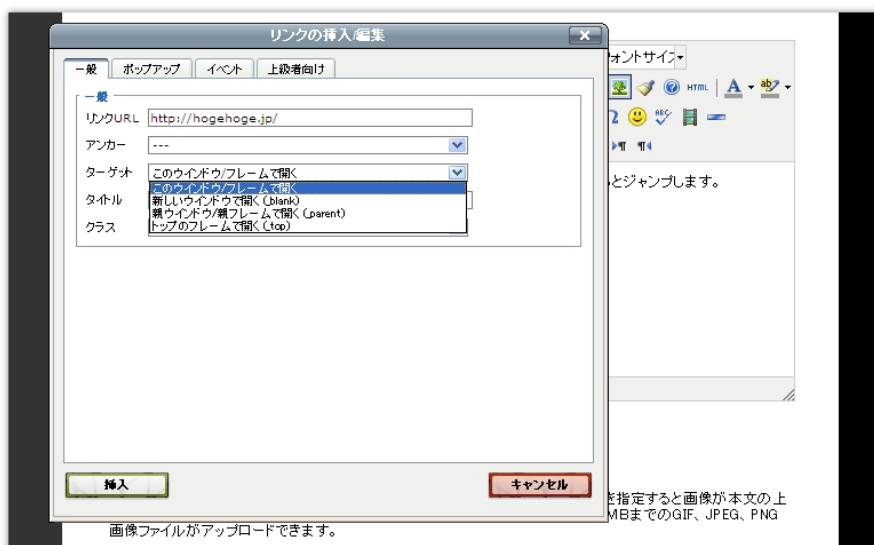 リンクの挿入/編集
一般 ポップアップ イベント 上級者向け
一般
リンクURL http://hogehoge.jp/
アンカー ---
ターゲット このウインドウ/フレームで開く
このウインドウ/フレームで開く
新しいウインドウで開く (_blank)
親ウインドウ/親フレームで開く (_parent)
トップのフレームで開く (_top)
タイトル
クラス
挿入 キャンセル
フォントサイズ
HTML A ab
ABC
とジャンプします。
を指定すると画像が本文の上
MBまでのGIF、JPEG、PNG
画像ファイルがアップロードできます。